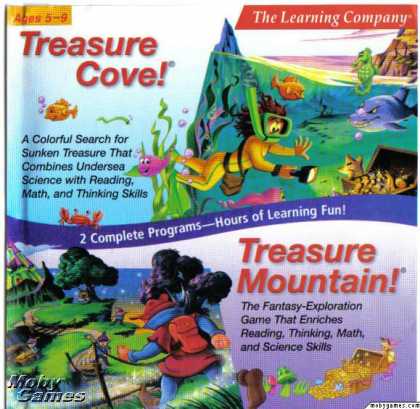 Ages 5-9
The Learning Company
Treasure
Cove!®
A Colorful Search for
Sunken Treasure That
Combines Undersea
Science with Reading,
Math, and Thinking Skills
2 Complete Programs—Hours of Learning Fun!
Treasure
Mountain!®
The Fantasy-Exploration
Game That Enriches
Reading, Thinking, Math,
and Science Skills
Moby
Games
mobygames.com